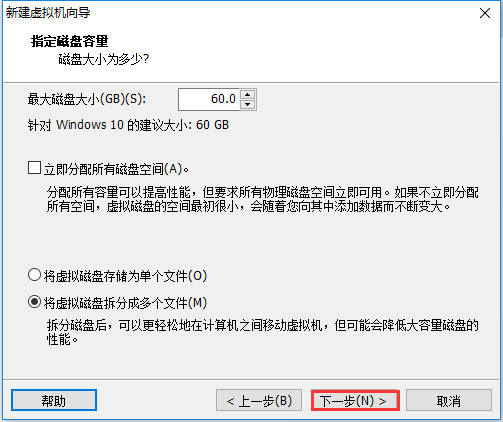 新建虚拟机向导
指定磁盘容量
磁盘大小为多少?
最大磁盘大小(GB)(S): 60.0
针对 Windows 10 的建议大小: 60 GB
立即分配所有磁盘空间(A)。
分配所有容量可以提高性能，但要求所有物理磁盘空间立即可用。如果不立即分配
所有空间，虚拟磁盘的空间最初很小，会随着您向其中添加数据而不断变大。
将虚拟磁盘存储为单个文件(O)
将虚拟磁盘拆分成多个文件(M)
拆分磁盘后，可以更轻松地在计算机之间移动虚拟机，但可能会降低大容量磁盘的
性能。
帮助 < 上一步(B) 下一步(N) > 取消